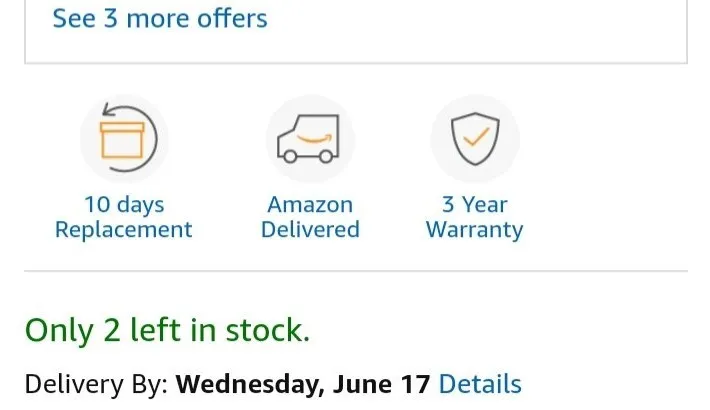 See 3 more offers
10 days
Replacement
Amazon
Delivered
3 Year
Warranty
Only 2 left in stock.
Delivery By: Wednesday, June 17 Details